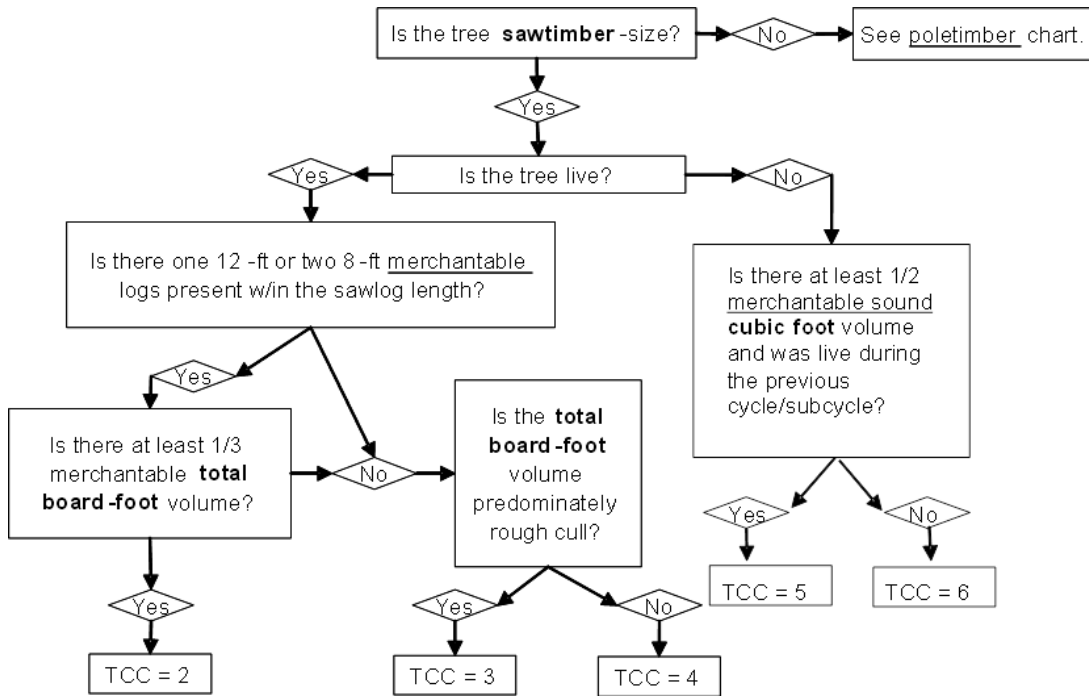 Is the tree sawtimber -size?
No
See poletimber chart.
Yes
Yes
Is the tree live?
No
Is there one 12 -ft or two 8 -ft merchantable
logs present w/in the sawlog length?
Is there at least 1/2
merchantable sound
cubic foot volume
and was live during
the previous
cycle/subcycle?
Yes
Is there at least 1/3
merchantable total
board -foot volume?
No
Is the total
board -foot
volume
predominately
rough cull?
Yes
No
TCC = 5
TCC = 6
Yes
Yes
No
TCC = 2
TCC = 3
TCC = 4